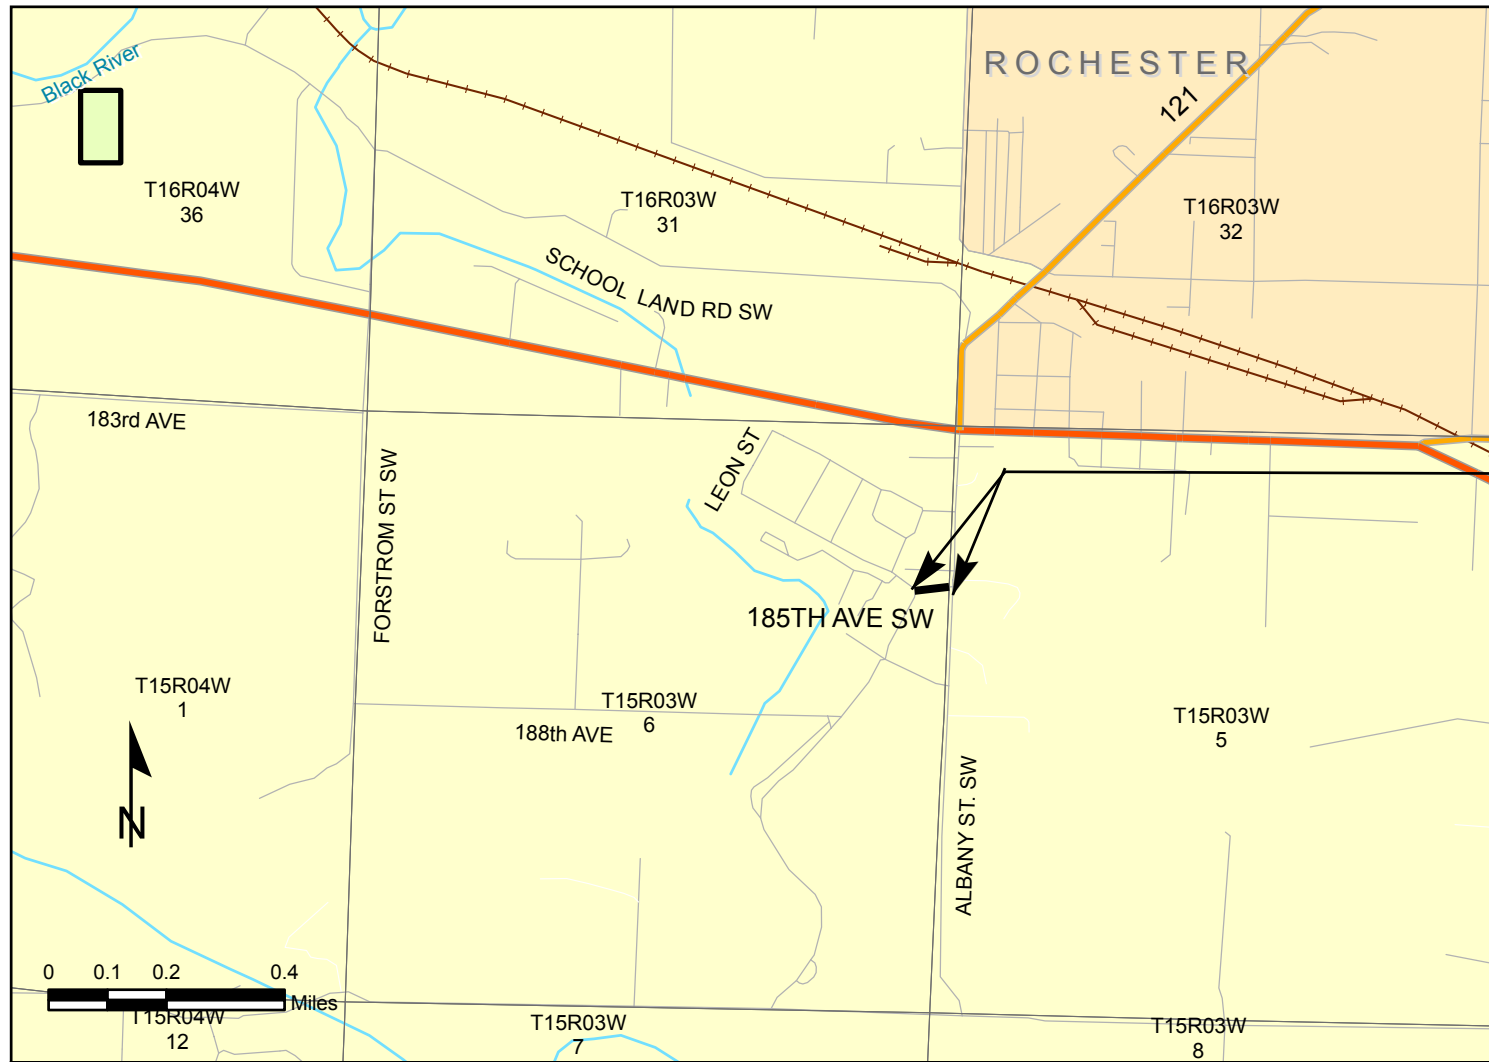 ROCHESTER
Black River
121
T16R04W
36
T16R03W
31
T16R03W
32
SCHOOL LAND RD SW
183rd AVE
LEON ST
FORSTROM ST SW
185TH AVE SW
T15R04W
1
T15R03W
6
188th AVE
T15R03W
5
N
ALBANY ST. SW
0 0.1 0.2 0.4
Miles
T15R04W
12
T15R03W
7
T15R03W
8